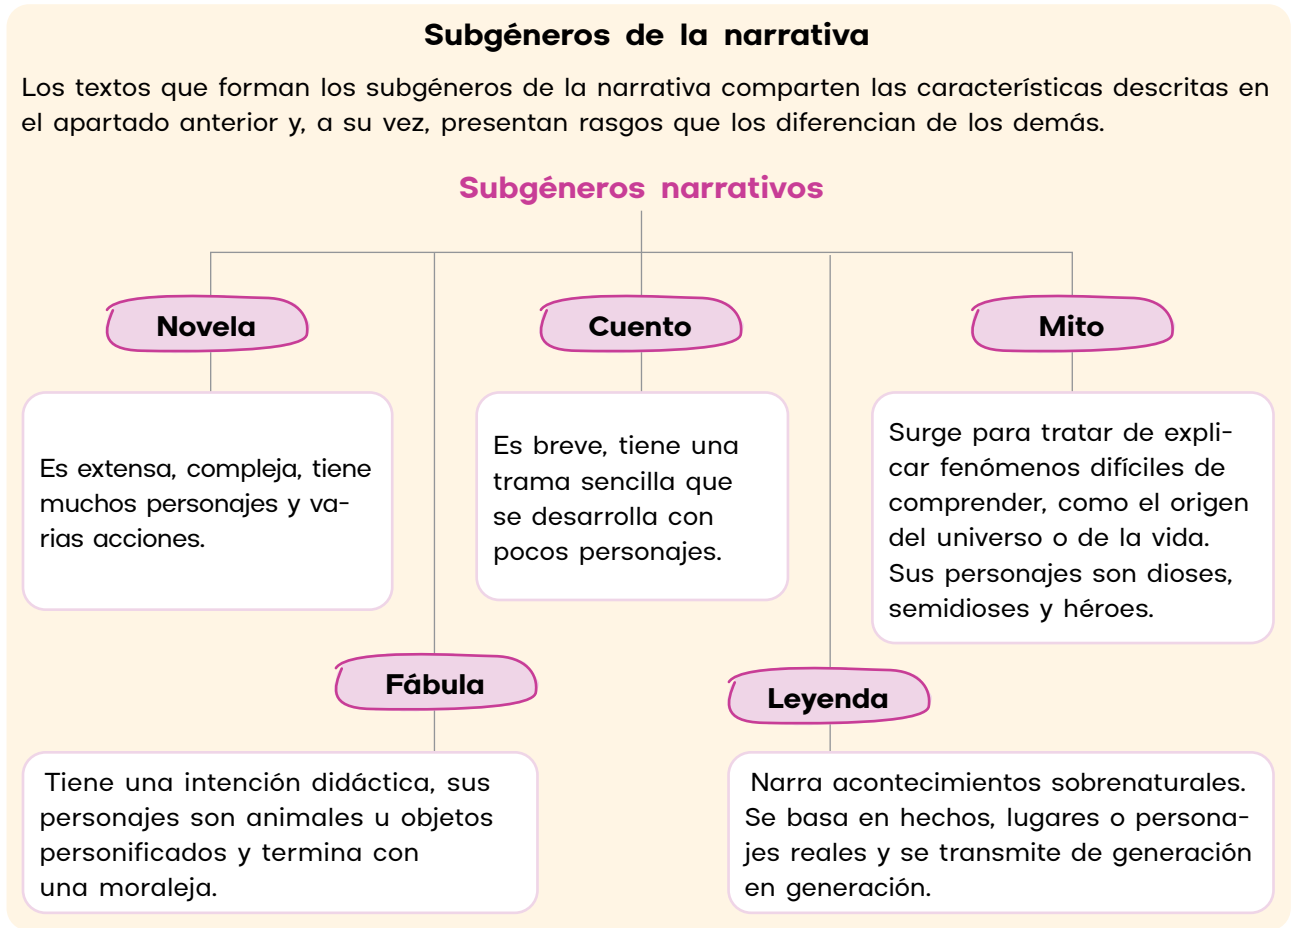 Subgéneros de la narrativa
Los textos que forman los subgéneros de la narrativa comparten las características descritas en
el apartado anterior y, a su vez, presentan rasgos que los diferencian de los demás.
Subgéneros narrativos
Novela
Es extensa, compleja, tiene
muchos personajes y va-
rias acciones.
Cuento
Es breve, tiene una
trama sencilla que
se desarrolla con
pocos personajes.
Mito
Surge para tratar de expli-
car fenómenos difíciles de
comprender, como el origen
del universo o de la vida.
Sus personajes son dioses,
semidioses y héroes.
Fábula
Tiene una intención didáctica, sus
personajes son animales u objetos
personificados y termina con
una moraleja.
Leyenda
Narra acontecimientos sobrenaturales.
Se basa en hechos, lugares o persona-
jes reales y se transmite de generación
en generación.